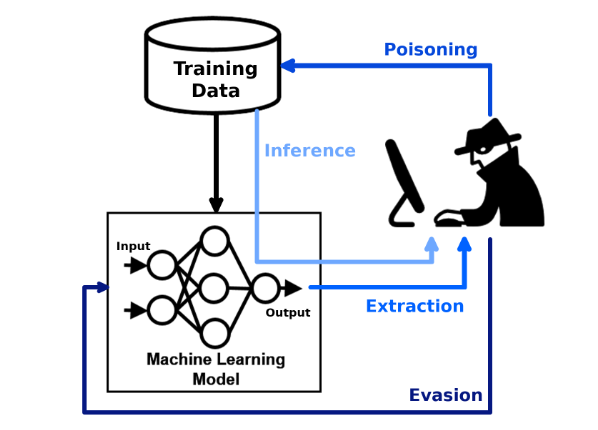 Poisoning
Training
Data
Inference
Input
Output
Extraction
Machine Learning
Model
Evasion